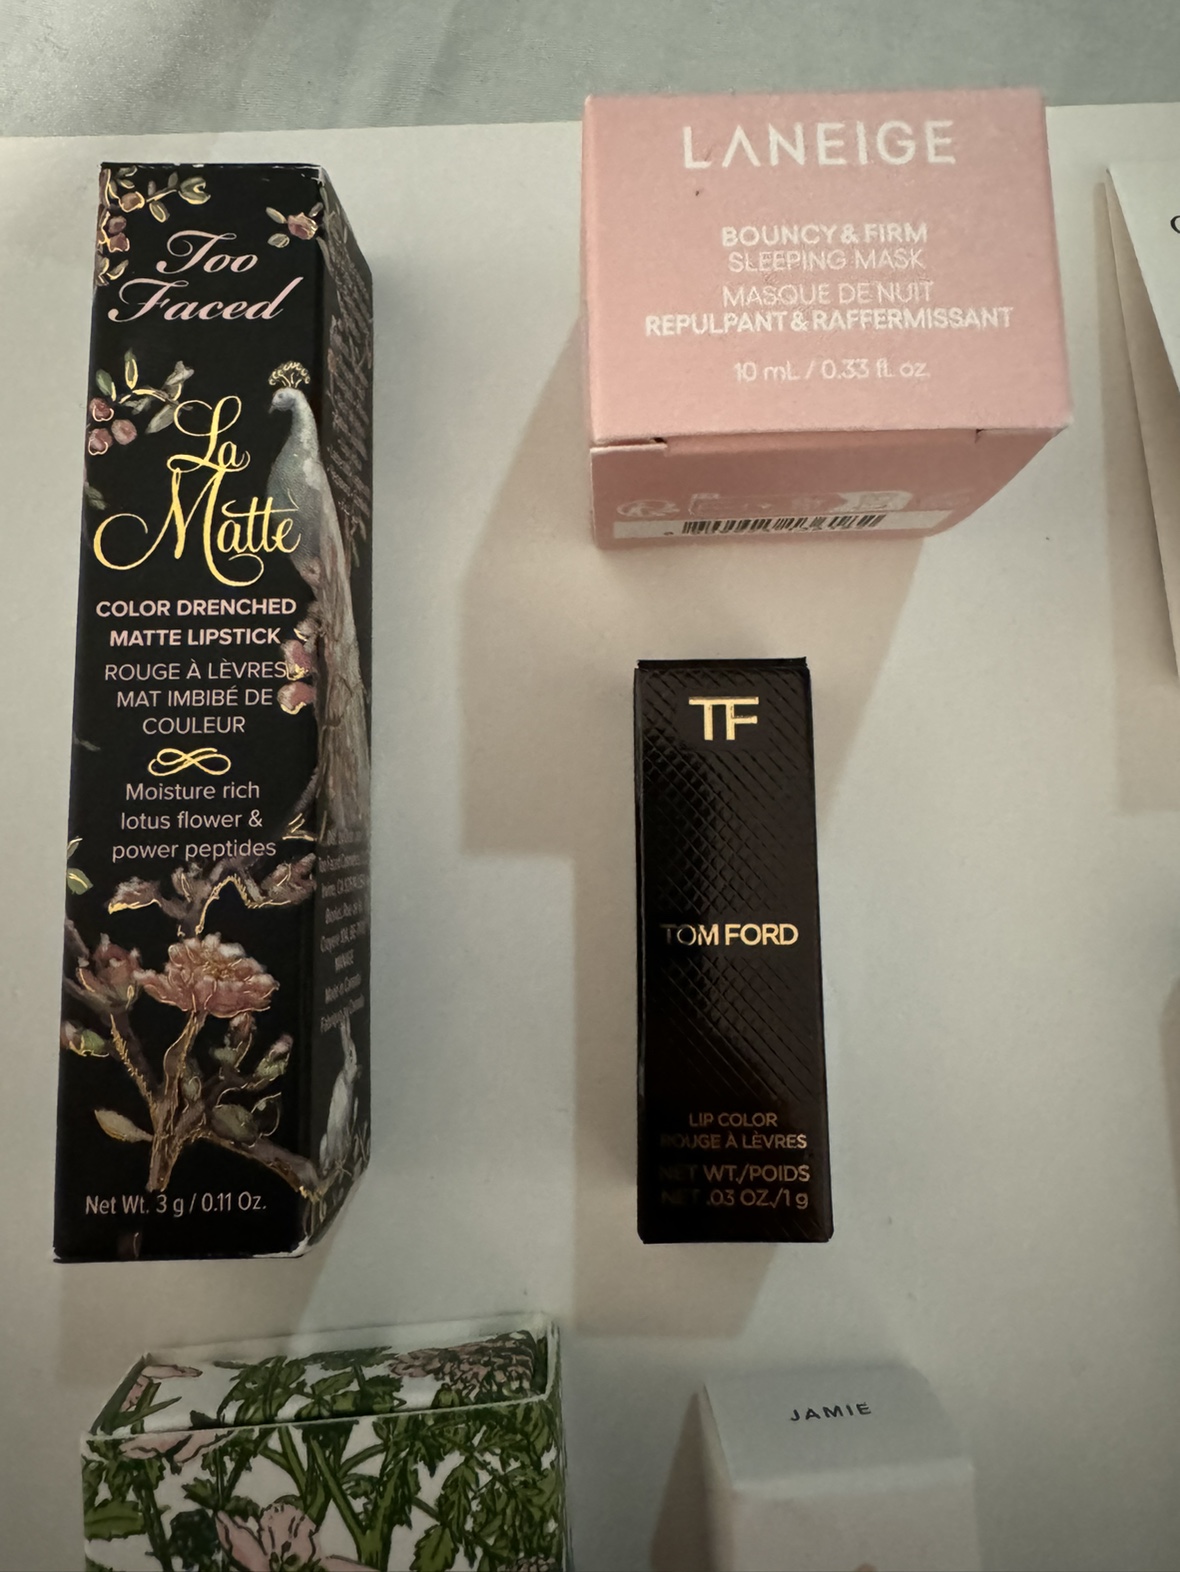 Too
Faced
La
Matte
COLOR DRENCHED
MATTE LIPSTICK
ROUGE À LÈVRES
MAT IMBIBÉ DE
COULEUR
Moisture rich
lotus flower &
power peptides
Net Wt. 3 g / 0.11 Oz.
Made in Canada
LANEIGE
BOUNCY & FIRM
SLEEPING MASK
MASQUE DE NUIT
REPULPANT & RAFFERMISSANT
10 mL / 0.33 fl. oz.
TF
TOM FORD
LIP COLOR
ROUGE À LÈVRES
NET WT./POIDS
NET .03 OZ./1 g
JAMIE